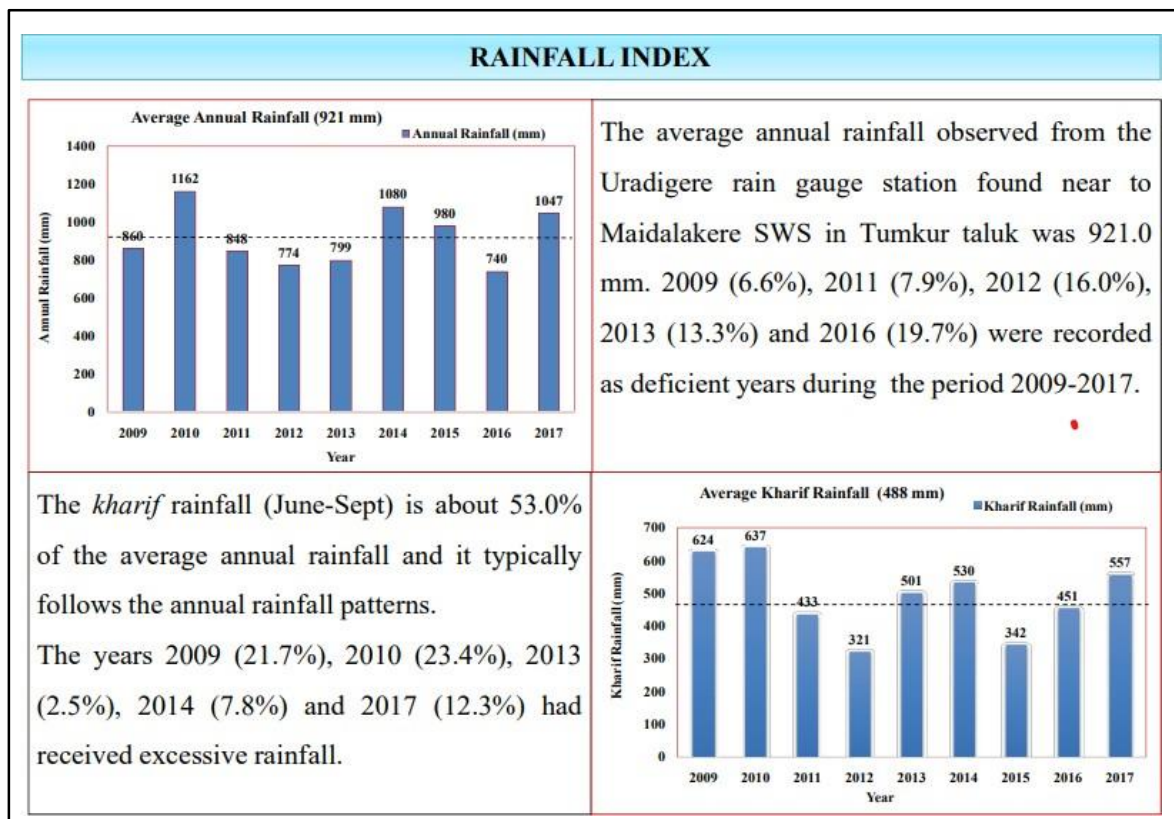 RAINFALL INDEX
Average Annual Rainfall (921 mm)
Annual Rainfall (mm)
Annual Rainfall (mm)
1400
1200
1000
800
600
400
200
0
860
1162
848
774
799
1080
980
740
1047
2009 2010 2011 2012 2013 2014 2015 2016 2017
Year
The average annual rainfall observed from the
Uradigere rain gauge station found near to
Maidalakere SWS in Tumkur taluk was 921.0
mm. 2009 (6.6%), 2011 (7.9%), 2012 (16.0%),
2013 (13.3%) and 2016 (19.7%) were recorded
as deficient years during the period 2009-2017.
The kharif rainfall (June-Sept) is about 53.0%
of the average annual rainfall and it typically
follows the annual rainfall patterns.
The years 2009 (21.7%), 2010 (23.4%), 2013
(2.5%), 2014 (7.8%) and 2017 (12.3%) had
received excessive rainfall.
Average Kharif Rainfall (488 mm)
Kharif Rainfall (mm)
Kharif Rainfall (mm)
700
600
500
400
300
200
100
0
624
637
433
321
501
530
342
451
557
2009 2010 2011 2012 2013 2014 2015 2016 2017
Year